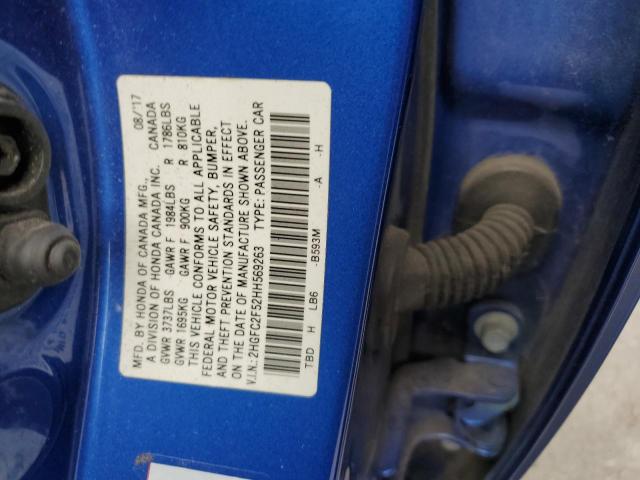 MFD. BY HONDA OF CANADA MFG. 08/'17
A DIVISION OF HONDA CANADA INC. CANADA
GVWR 3737LBS GAWR F 1984LBS R 1786LBS
GVWR 1695KG GAWR F 900KG R 810KG
THIS VEHICLE CONFORMS TO ALL APPLICABLE
FEDERAL MOTOR VEHICLE SAFETY, BUMPER,
AND THEFT PREVENTION STANDARDS IN EFFECT
ON THE DATE OF MANUFACTURE SHOWN ABOVE.
V.I.N.: 2HGFC2F52HH569263 TYPE: PASSENGER CAR
TBD H LB6 -B593M -A -H